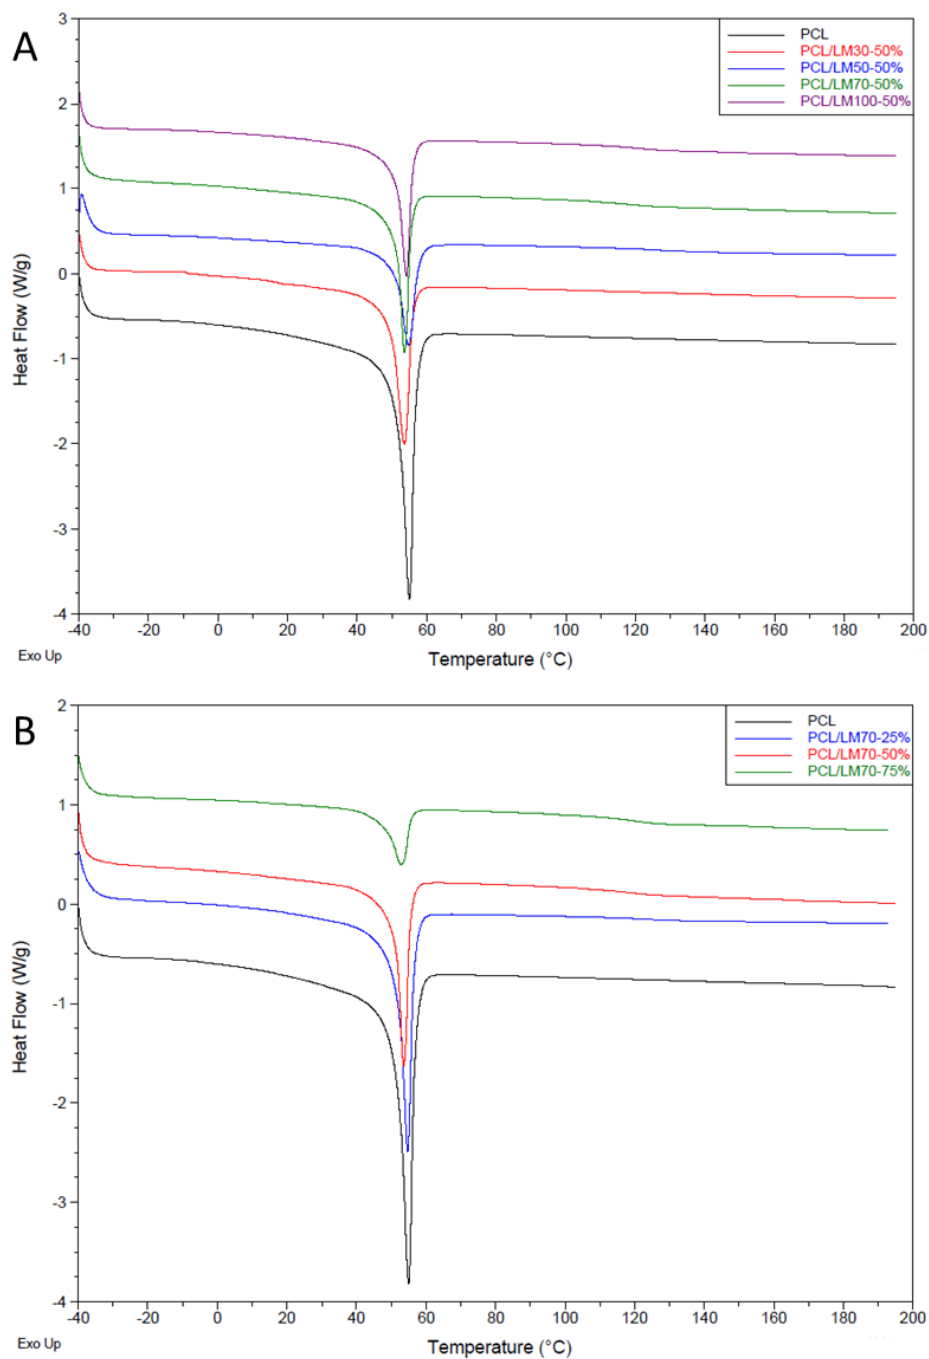 A
PCL
PCL/LM30-50%
PCL/LM50-50%
PCL/LM70-50%
PCL/LM100-50%
3
2
1
0
-1
-2
-3
-4
Heat Flow (W/g)
-40 -20 0 20 40 60 80 100 120 140 160 180 200
Exo Up
Temperature (°C)
B
PCL
PCL/LM70-25%
PCL/LM70-50%
PCL/LM70-75%
2
1
0
-1
-2
-3
-4
Heat Flow (W/g)
-40 -20 0 20 40 60 80 100 120 140 160 180 200
Exo Up
Temperature (°C)